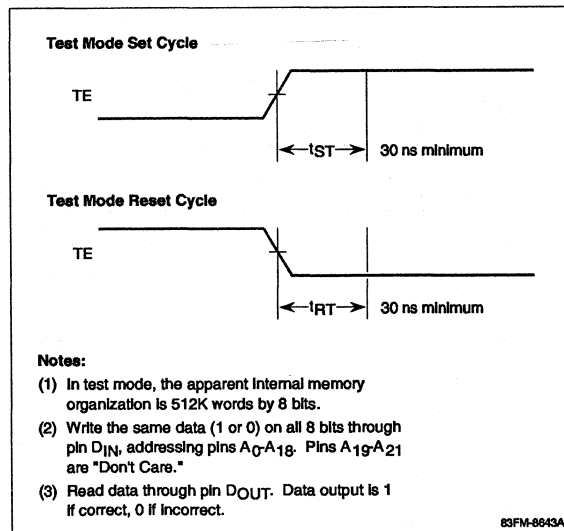 Test Mode Set Cycle
TE
tST
30 ns minimum
Test Mode Reset Cycle
TE
tRT
30 ns minimum
Notes:
(1) In test mode, the apparent internal memory
organization is 512K words by 8 bits.
(2) Write the same data (1 or 0) on all 8 bits through
pin DIN, addressing pins A0-A18. Pins A19-A21
are "Don't Care."
(3) Read data through pin DOUT. Data output is 1
if correct, 0 if incorrect.
83FM-8643A